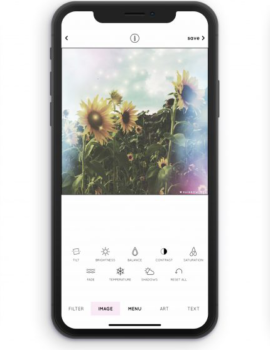 save
TILT BRIGHTNESS BALANCE CONTRAST SATURATION
FADE TEMPERATURE SHADOWS RESET ALL
FILTER IMAGE MENU ART TEXT